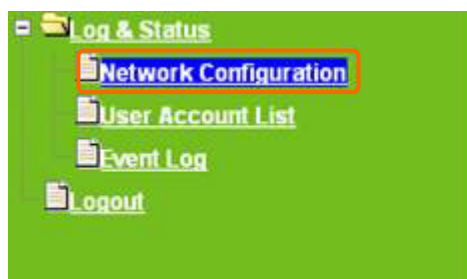 Log & Status
Network Configuration
User Account List
Event Log
Logout